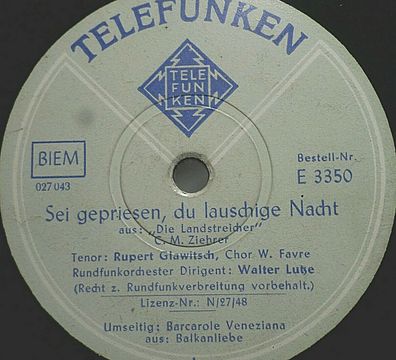 TELEFUNKEN
TELE
FUN
KEN
BIEM
027 043
Bestell-Nr.
E 3350
Sei gepriesen, du lauschige Nacht
aus: „Die Landstreicher"
C. M. Ziehrer
Tenor: Rupert Glawitsch, Chor W. Favre
Rundfunkorchester Dirigent: Walter Lutze
(Recht z. Rundfunkverbreitung vorbehalt.)
Lizenz-Nr.: N/27/48
Umseitig: Barcarole Veneziana
aus: Balkanliebe